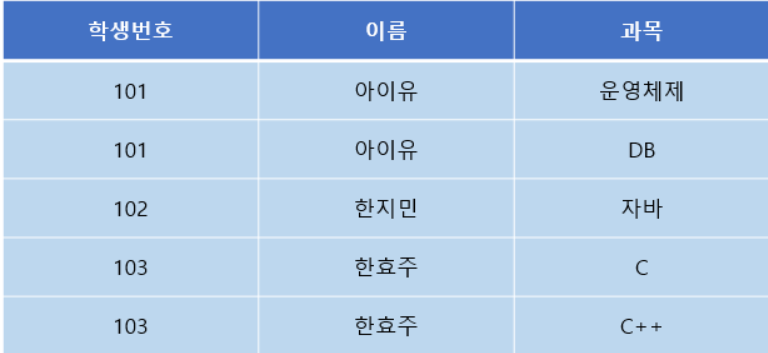 학생번호 이름 과목
101 아이유 운영체제
101 아이유 DB
102 한지민 자바
103 한효주 C
103 한효주 C++